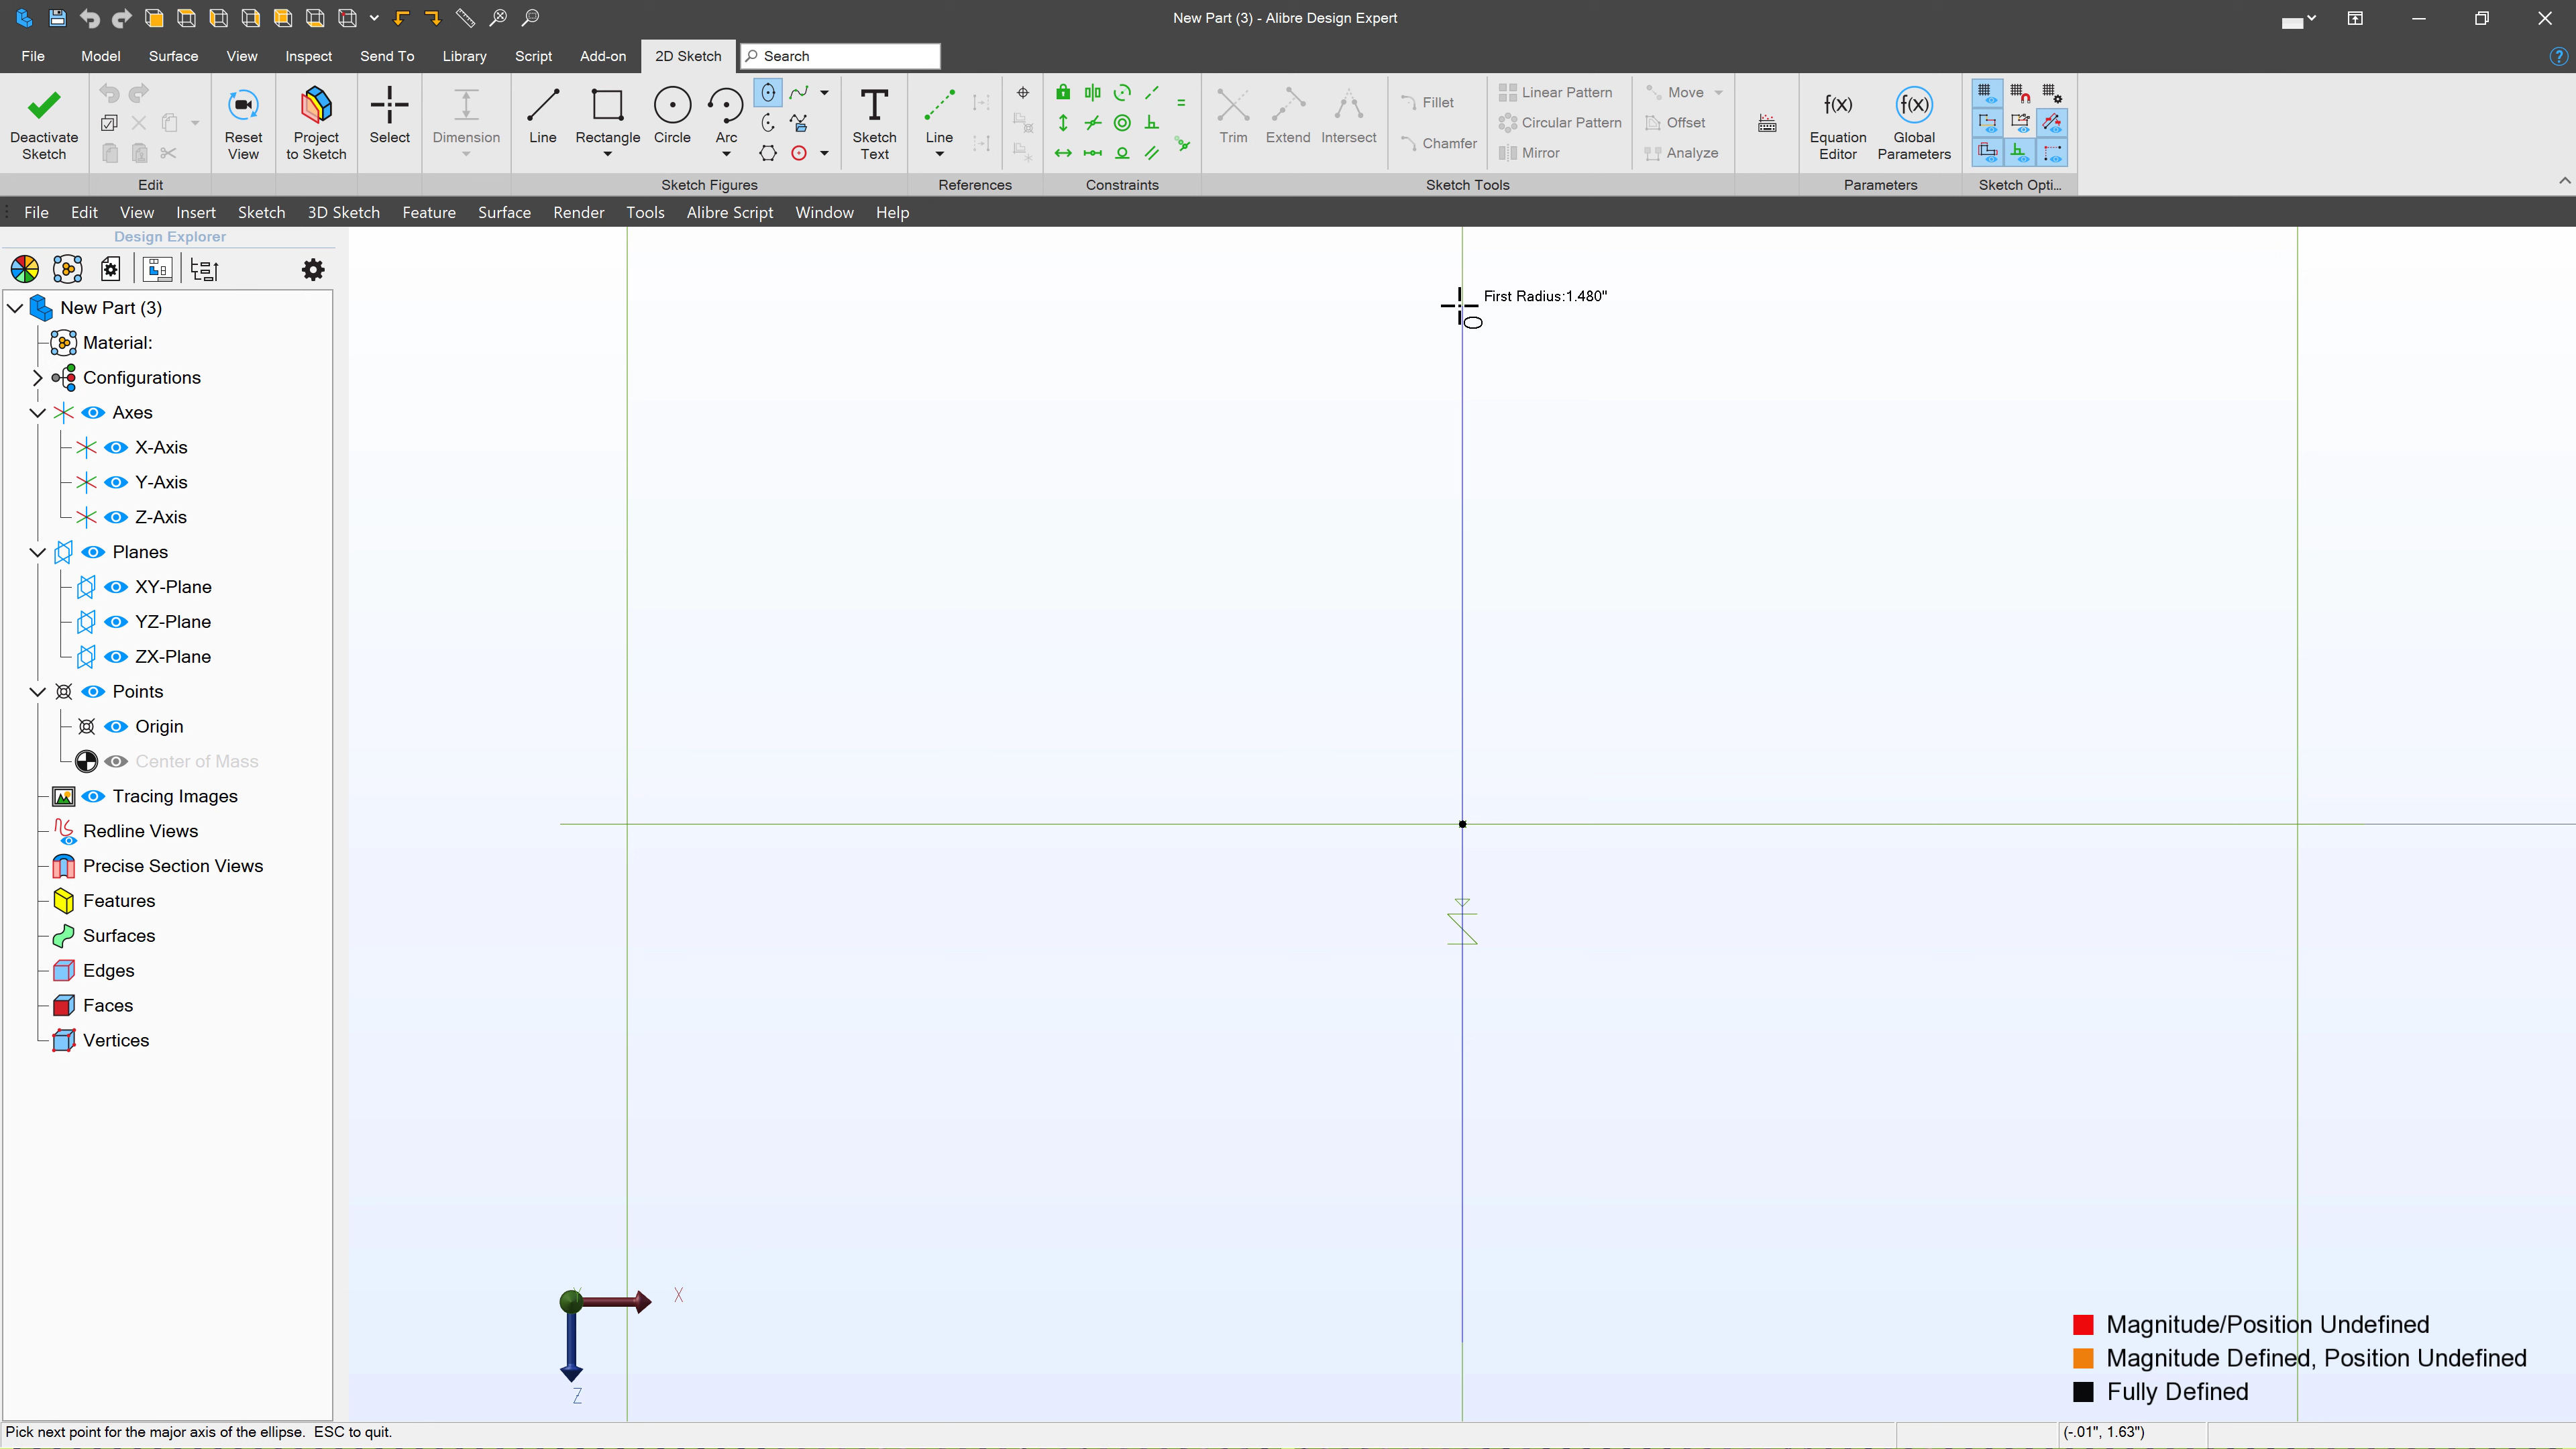 New Part (3) - Alibre Design Expert
File Model Surface View Inspect Send To Library Script Add-on 2D Sketch Search
Deactivate Sketch
Edit
Reset View
Project to Sketch
Select
Dimension
Line
Rectangle
Circle
Arc
Sketch Text
Sketch Figures
Line
References
Constraints
Trim
Extend
Intersect
Fillet
Chamfer
Linear Pattern
Circular Pattern
Mirror
Move
Offset
Analyze
Sketch Tools
f(x)
Equation Editor
f(x)
Global Parameters
Parameters
Sketch Opti...
File Edit View Insert Sketch 3D Sketch Feature Surface Render Tools Alibre Script Window Help
Design Explorer
New Part (3)
Material:
Configurations
Axes
X-Axis
Y-Axis
Z-Axis
Planes
XY-Plane
YZ-Plane
ZX-Plane
Points
Origin
Center of Mass
Tracing Images
Redline Views
Precise Section Views
Features
Surfaces
Edges
Faces
Vertices
First Radius:1.480"
Z
X
Z
Magnitude/Position Undefined
Magnitude Defined, Position Undefined
Fully Defined
Pick next point for the major axis of the ellipse. ESC to quit.
(-.01", 1.63")